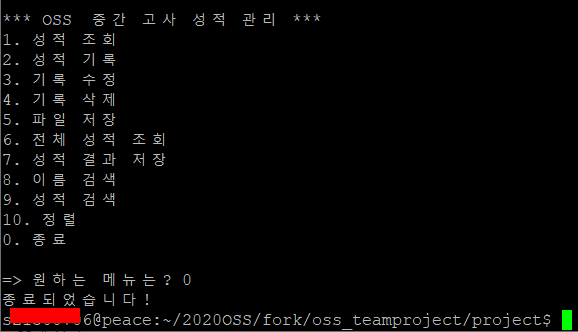 *** OSS 중간 고사 성적 관리 ***
1. 성적 조회
2. 성적 기록
3. 기록 수정
4. 기록 삭제
5. 파일 저장
6. 전체 성적 조회
7. 성적 결과 저장
8. 이름 검색
9. 성적 검색
10. 정렬
0. 종료
=> 원하는 메뉴는? 0
종료되었습니다!
@peace:~/2020OSS/fork/oss_teamproject/project$